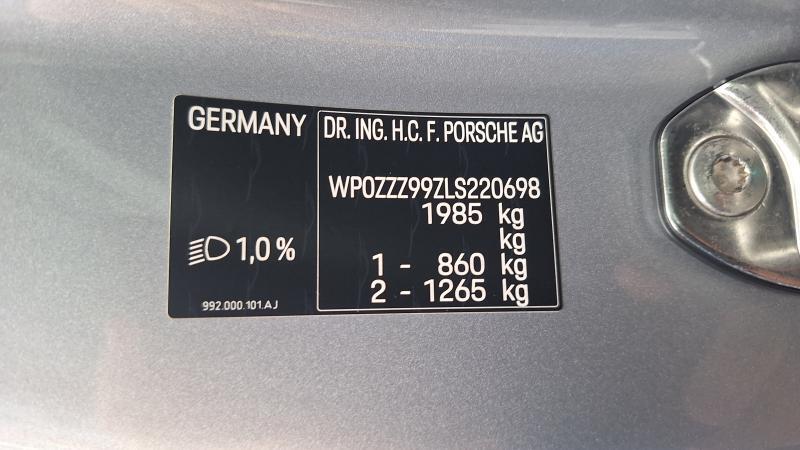 GERMANY
DR. ING. H.C. F. PORSCHE AG
WP0ZZZ99ZLS220698
1985 kg
kg
1 - 860 kg
2 - 1265 kg
1,0 %
992.000.101.AJ